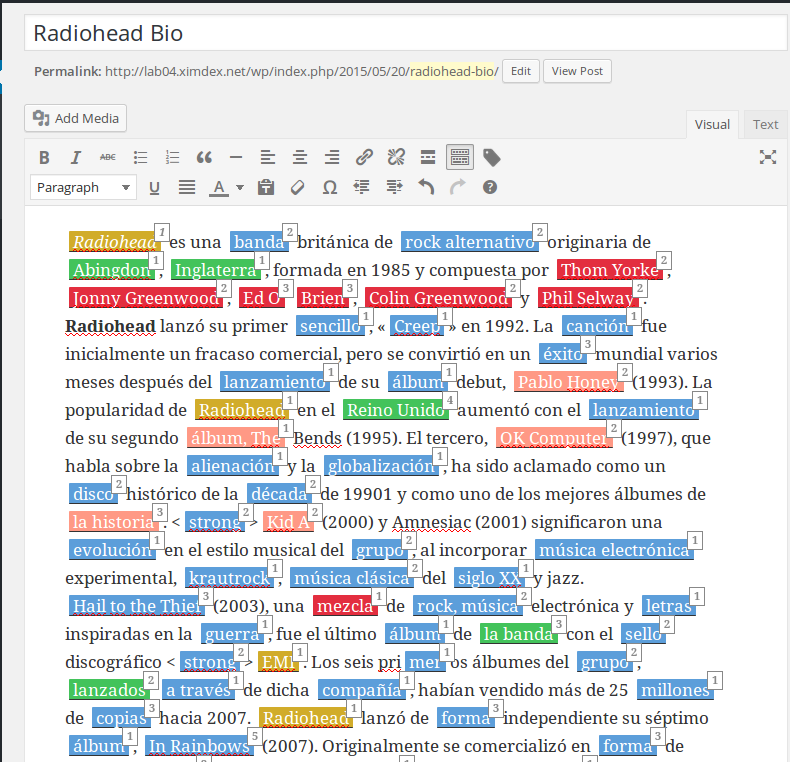 Radiohead Bio
Permalink: http://lab04.ximdex.net/wp/index.php/2015/05/20/radiohead-bio/ Edit View Post
Add Media
Visual Text
B I ABC
Paragraph U A Ω
Radiohead 1 es una banda 2 británica de rock alternativo 2 originaria de
Abingdon 1 , Inglaterra 1 , formada en 1985 y compuesta por Thom Yorke 2 ,
Jonny Greenwood 2 , Ed O 3 Brien 3 , Colin Greenwood 2 y Phil Selway 2 .
Radiohead lanzó su primer sencillo 1 , « Creep 1 » en 1992. La canción 1 fue
inicialmente un fracaso comercial, pero se convirtió en un éxito 3 mundial varios
meses después del lanzamiento 1 de su álbum 1 debut, Pablo Honey 2 (1993). La
popularidad de Radiohead 1 en el Reino Unido 4 aumentó con el lanzamiento 1
de su segundo álbum, The 1 Bends (1995). El tercero, OK Computer 2 (1997), que
habla sobre la alienación 1 y la globalización 1 , ha sido aclamado como un
disco 2 histórico de la década 2 de 19901 y como uno de los mejores álbumes de
la historia 3 . < strong 2 > Kid A 2 (2000) y Amnesiac (2001) significaron una
evolución 1 en el estilo musical del grupo 2 , al incorporar música electrónica 1
experimental, krautrock 1 , música clásica 2 del siglo XX 1 y jazz.
Hail to the Thief 3 (2003), una mezcla 1 de rock, música 2 electrónica y letras 1
inspiradas en la guerra 1 , fue el último álbum 1 de la banda 3 con el sello 2
discográfico < strong 2 > EMI 1 . Los seis pri mer 1 os álbumes del grupo 2 ,
lanzados 2 a través 1 de dicha compañía 1 , habían vendido más de 25 millones 1
de copias 3 hacia 2007. Radiohead 1 lanzó de forma 3 independiente su séptimo
álbum 1 , In Rainbows 5 (2007). Originalmente se comercializó en forma 3 de